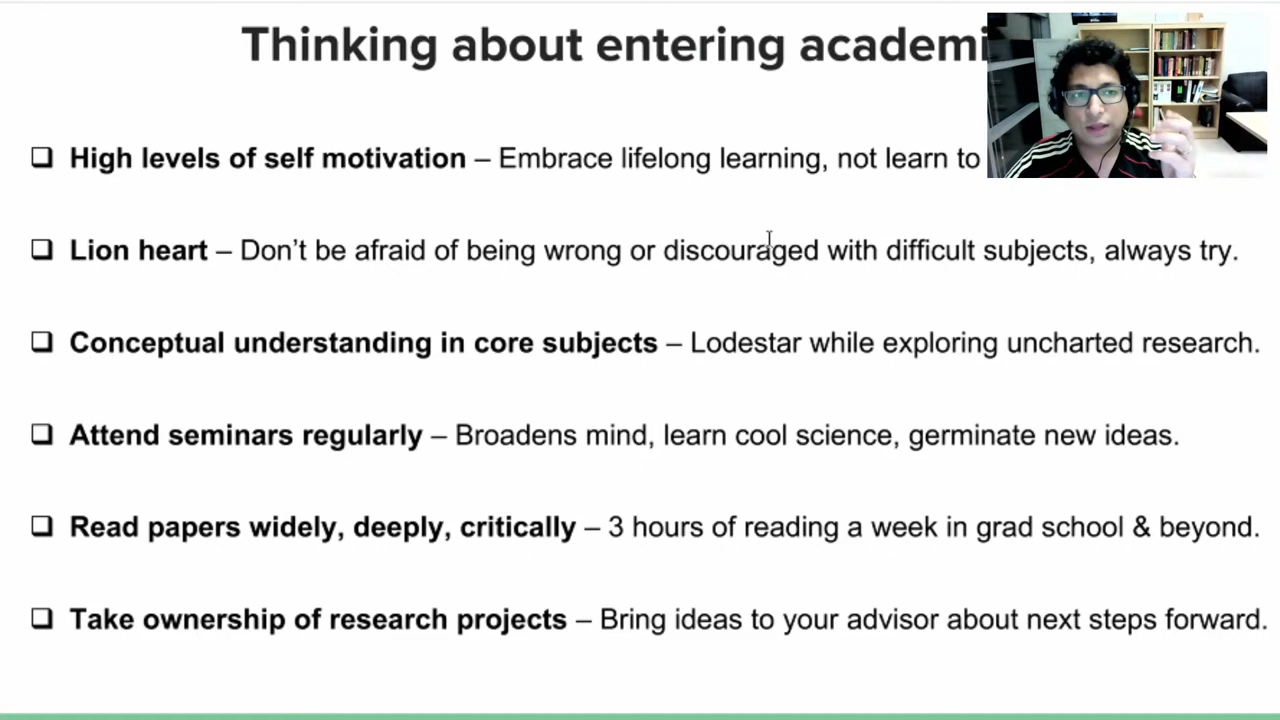 Thinking about entering academi
❑ High levels of self motivation – Embrace lifelong learning, not learn to
❑ Lion heart – Don’t be afraid of being wrong or discouraged with difficult subjects, always try.
❑ Conceptual understanding in core subjects – Lodestar while exploring uncharted research.
❑ Attend seminars regularly – Broadens mind, learn cool science, germinate new ideas.
❑ Read papers widely, deeply, critically – 3 hours of reading a week in grad school & beyond.
❑ Take ownership of research projects – Bring ideas to your advisor about next steps forward.